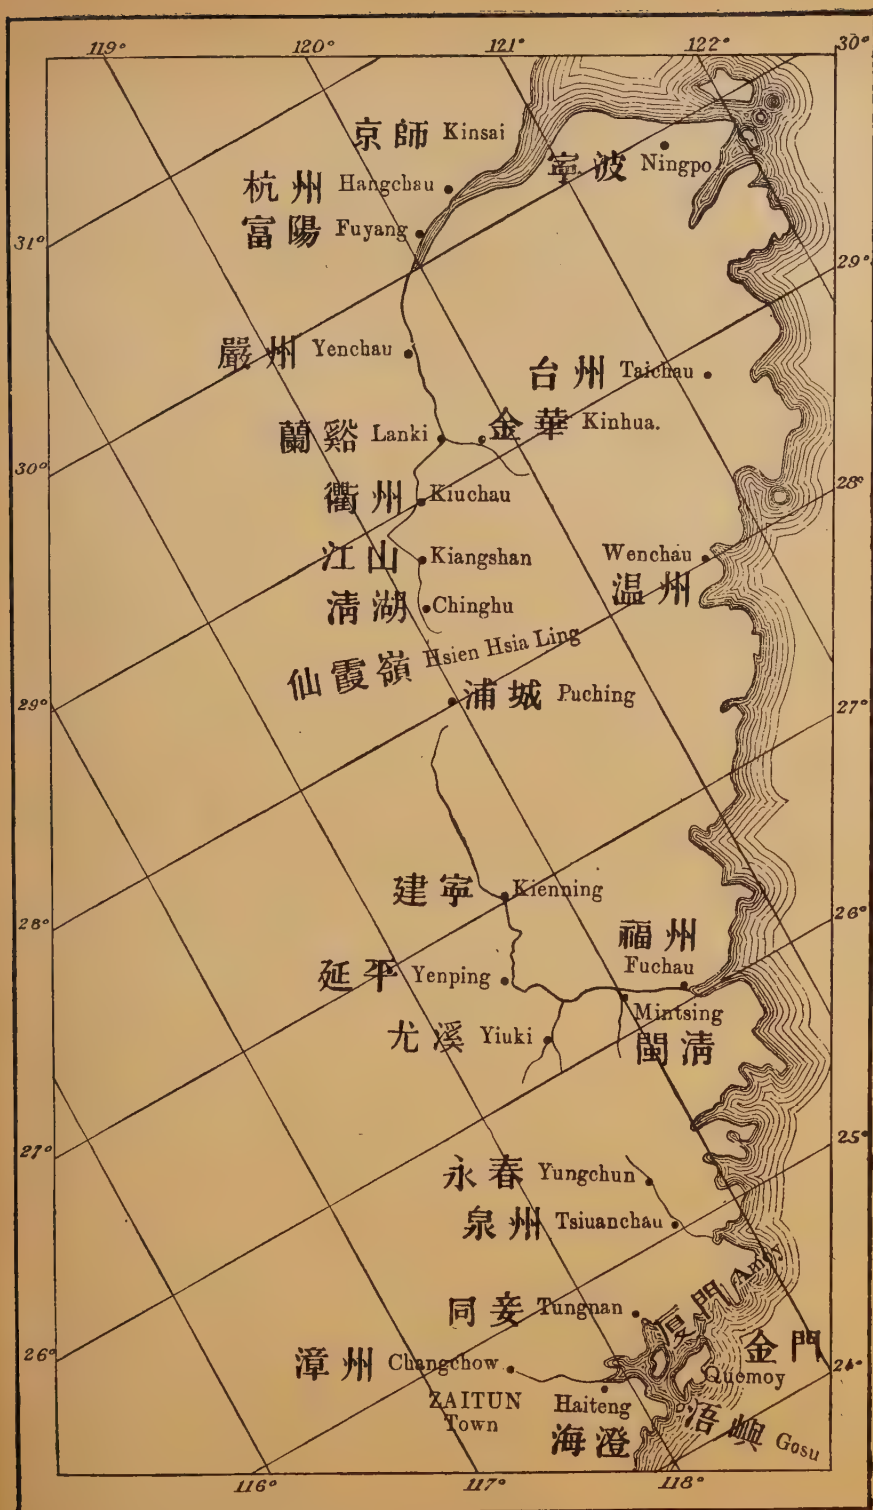 119° 120° 121° 122° 30°
京師 Kinsai
寧波 Ningpo
杭州 Hangchau
富陽 Fuyang
31°
29°
嚴州 Yenchau
台州 Taichau
蘭谿 Lanki
金華 Kinhua.
30°
28°
衢州 Kiuchau
江山 Kiangshan
Wenchau
温州
清湖 Chinghu
仙霞嶺 Hsien Hsia Ling
浦城 Puching
29°
27°
建寧 Kienning
28°
26°
福州
Fuchau
延平 Yenping
Mintsing
閩清
尤溪 Yiuki
27°
25°
永春 Yungchun
泉州 Tsiuanchau
厦門 Amoy
同安 Tungnan
金門
Quemoy
26°
24°
漳州 Changchow
ZAITUN
Town
Haiteng
海澄
浯嶼 Gosu
116° 117° 118°